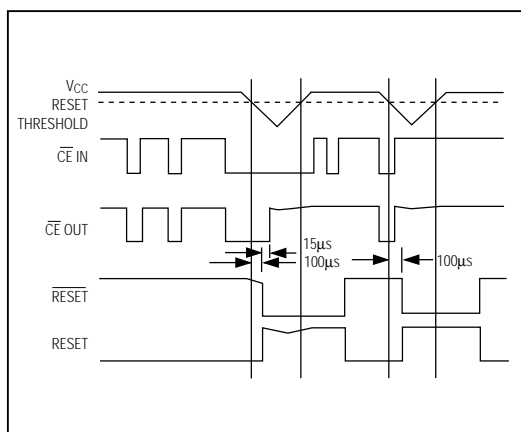 VCC
RESET
THRESHOLD
CE IN
CE OUT
15μs
100μs
100μs
RESET
RESET